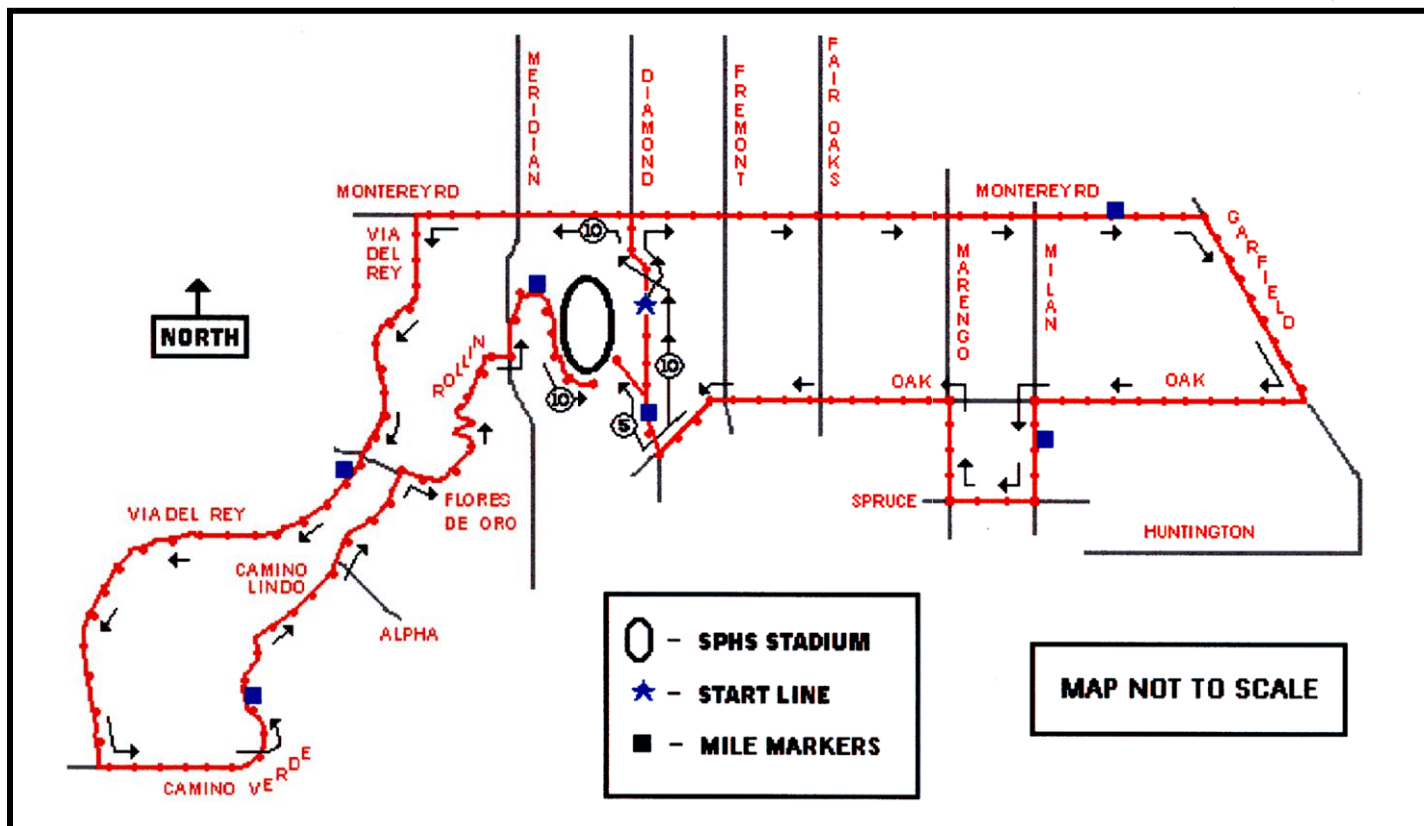 MERIDIAN
DIAMOND
FREMONT
FAIR OAKS
MONTEREY RD
MONTEREY RD
GARFIELD
VIA
DEL
REY
NORTH
10
MARENGO
MILAN
ROLLIN
10
10
OAK
OAK
5
FLORES
DE ORO
SPRUCE
VIA DEL REY
HUNTINGTON
CAMINO
LINDO
ALPHA
- SPHS STADIUM
- START LINE
- MILE MARKERS
MAP NOT TO SCALE
CAMINO VERDE